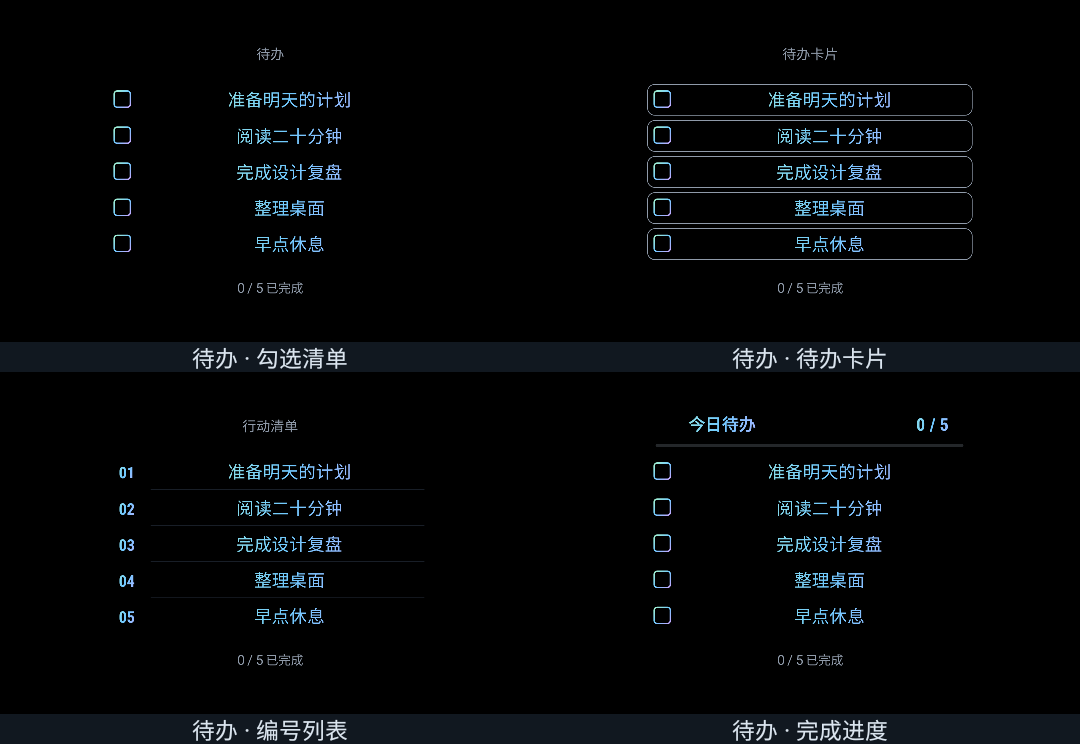 待办
准备明天的计划
阅读二十分钟
完成设计复盘
整理桌面
早点休息
0 / 5 已完成
待办 · 勾选清单
待办卡片
准备明天的计划
阅读二十分钟
完成设计复盘
整理桌面
早点休息
0 / 5 已完成
待办 · 待办卡片
行动清单
01 准备明天的计划
02 阅读二十分钟
03 完成设计复盘
04 整理桌面
05 早点休息
0 / 5 已完成
待办 · 编号列表
今日待办 0 / 5
准备明天的计划
阅读二十分钟
完成设计复盘
整理桌面
早点休息
0 / 5 已完成
待办 · 完成进度